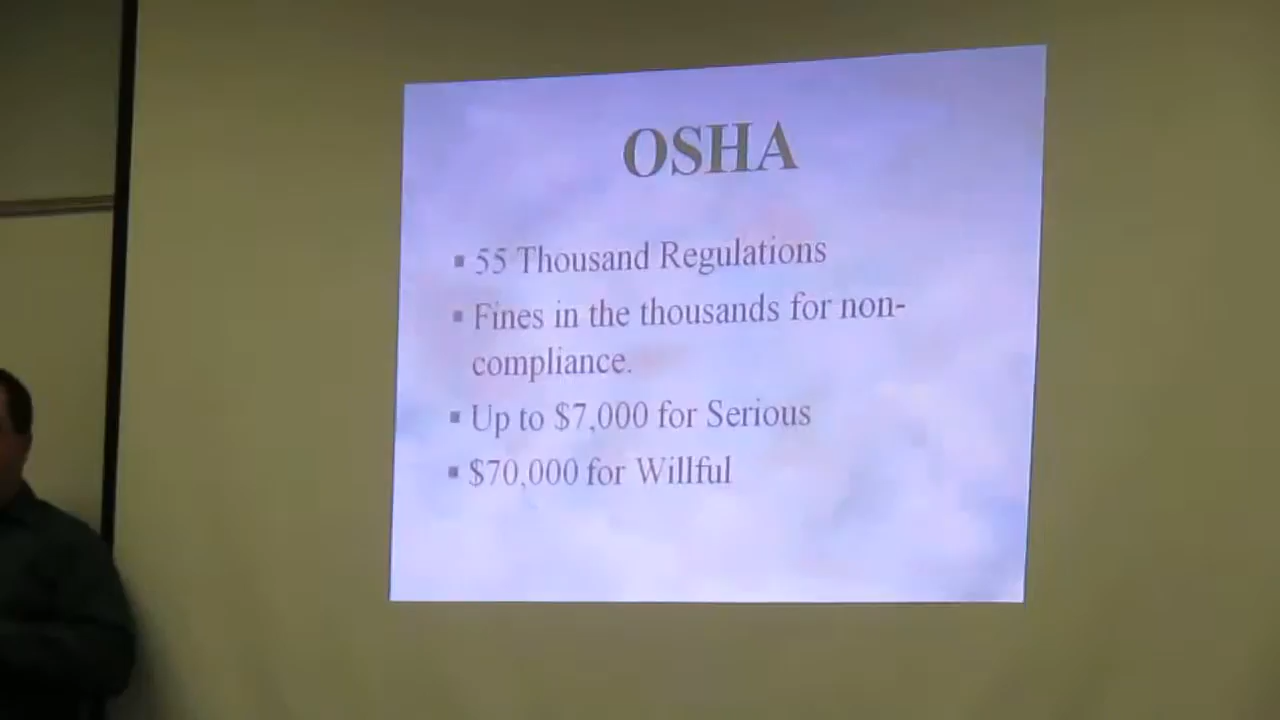 OSHA
▪ 55 Thousand Regulations
▪ Fines in the thousands for non-
compliance.
▪ Up to $7,000 for Serious
▪ $70,000 for Willful